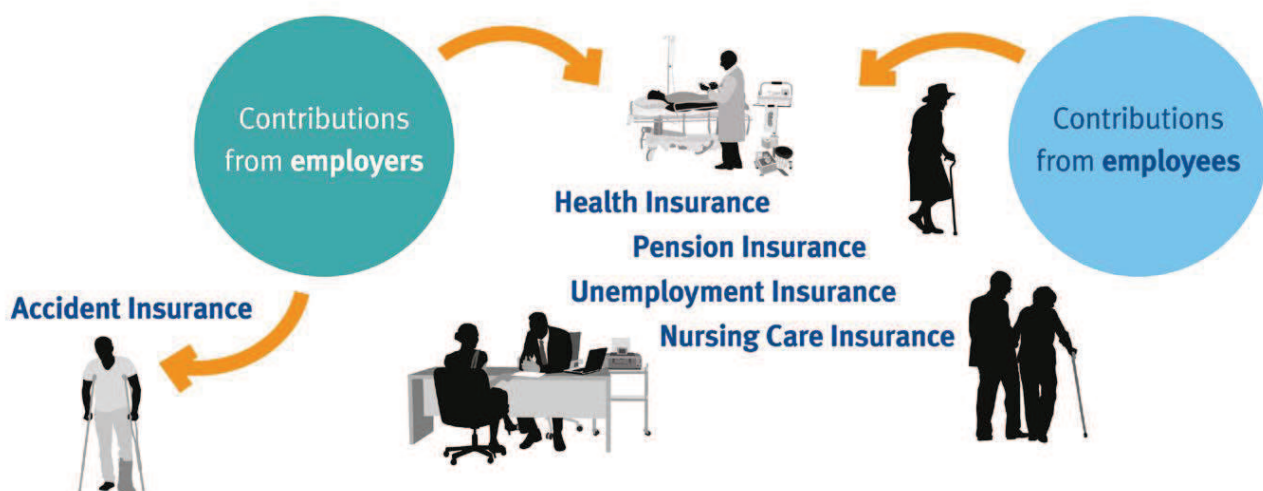 Contributions
from employers
Contributions
from employees
Health Insurance
Pension Insurance
Unemployment Insurance
Nursing Care Insurance
Accident Insurance